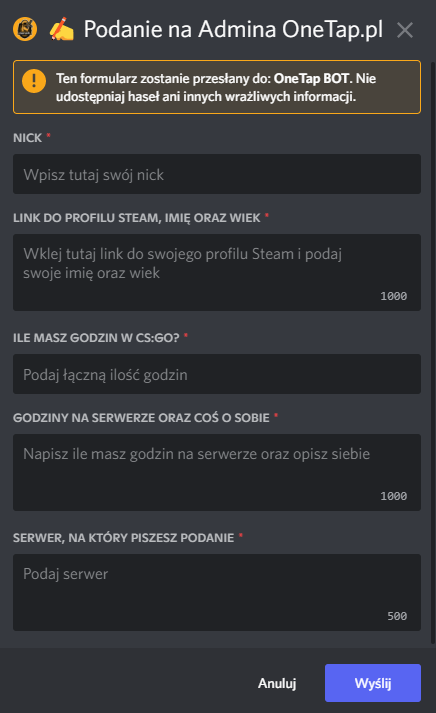 Podanie na Admina OneTap.pl
Ten formularz zostanie przesłany do: OneTap BOT. Nie
udostępniaj haseł ani innych wrażliwych informacji.
NICK *
Wpisz tutaj swój nick
LINK DO PROFILU STEAM, IMIĘ ORAZ WIEK *
Wklej tutaj link do swojego profilu Steam i podaj
swoje imię oraz wiek
1000
ILE MASZ GODZIN W CS:GO? *
Podaj łączną ilość godzin
GODZINY NA SERWERZE ORAZ COŚ O SOBIE *
Napisz ile masz godzin na serwerze oraz opisz siebie
1000
SERWER, NA KTÓRY PISZESZ PODANIE *
Podaj serwer
500
Anuluj
Wyślij